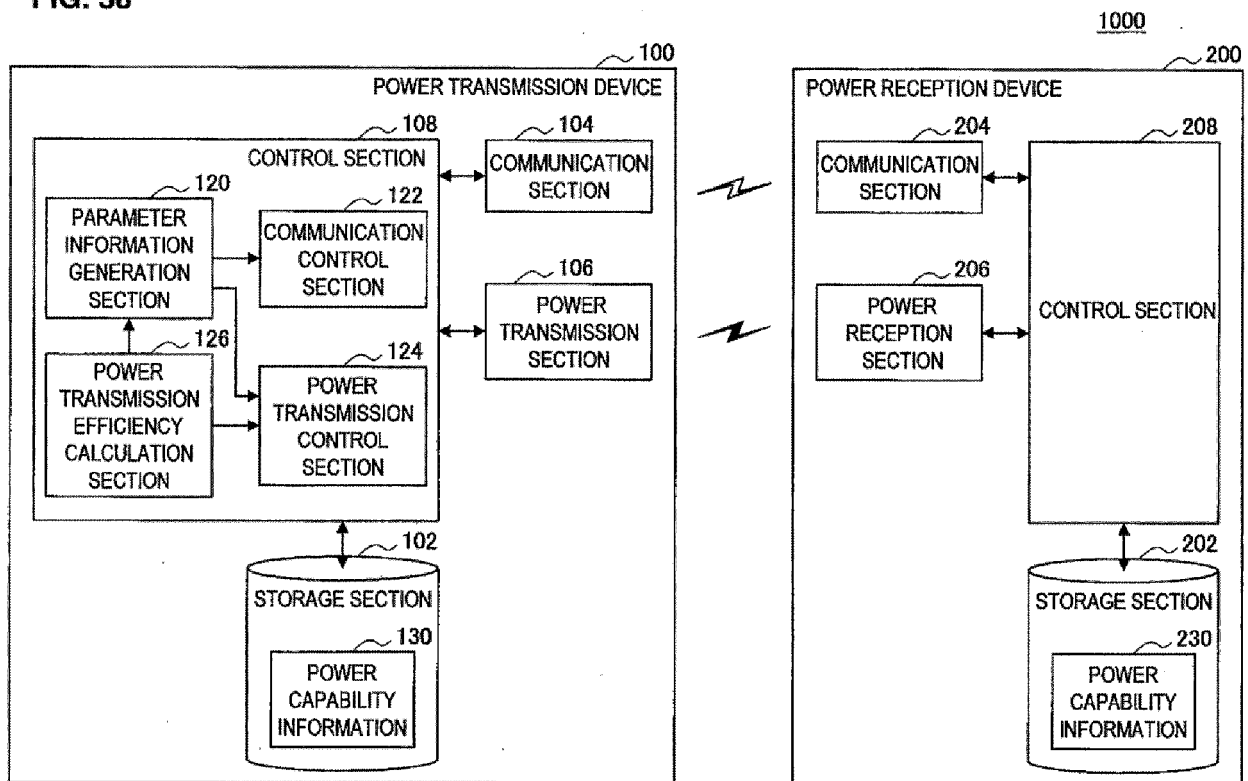 1000
100
POWER TRANSMISSION DEVICE
108
CONTROL SECTION
104
COMMUNICATION
SECTION
120
PARAMETER
INFORMATION
GENERATION
SECTION
122
COMMUNICATION
CONTROL
SECTION
106
POWER
TRANSMISSION
SECTION
126
POWER
TRANSMISSION
EFFICIENCY
CALCULATION
SECTION
124
POWER
TRANSMISSION
CONTROL
SECTION
102
STORAGE SECTION
130
POWER
CAPABILITY
INFORMATION
200
POWER RECEPTION DEVICE
204
COMMUNICATION
SECTION
208
CONTROL SECTION
206
POWER
RECEPTION
SECTION
202
STORAGE SECTION
230
POWER
CAPABILITY
INFORMATION